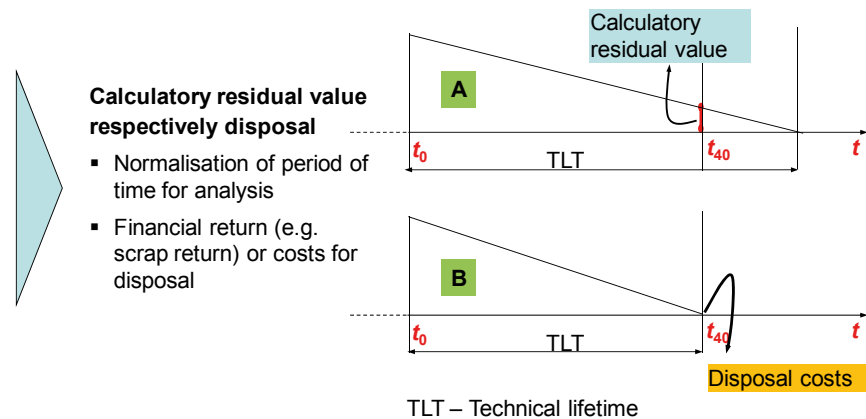 Calculatory residual value
respectively disposal
▪ Normalisation of period of
time for analysis
▪ Financial return (e.g.
scrap return) or costs for
disposal
Calculatory
residual value
A
t0
TLT
t40
t
B
t0
TLT
t40
t
Disposal costs
TLT – Technical lifetime